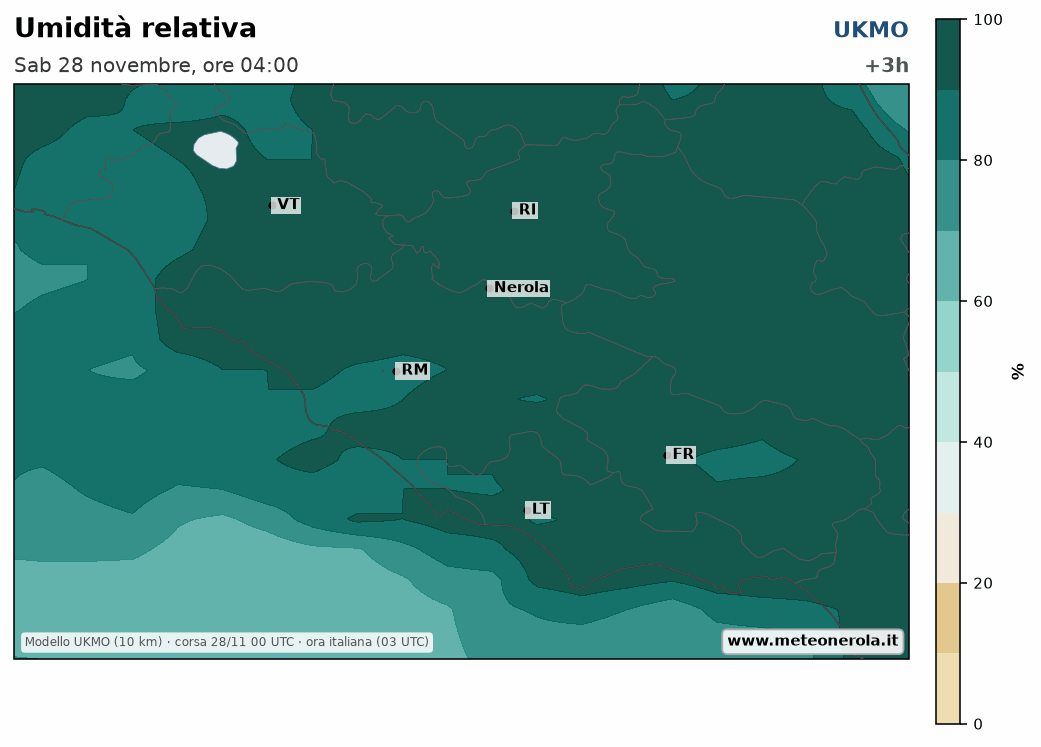 Umidità relativa
UKMO
Sab 28 novembre, ore 04:00
+3h
100
80
60
40
20
0
%
VT
RI
Nerola
RM
FR
LT
Modello UKMO (10 km) · corsa 28/11 00 UTC · ora italiana (03 UTC)
www.meteonerola.it